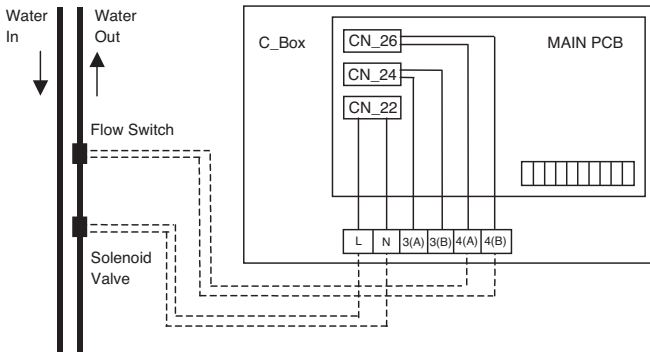 Water
In
Water
Out
Flow Switch
Solenoid
Valve
C_Box
MAIN PCB
CN_26
CN_24
CN_22
L N 3(A) 3(B) 4(A) 4(B)